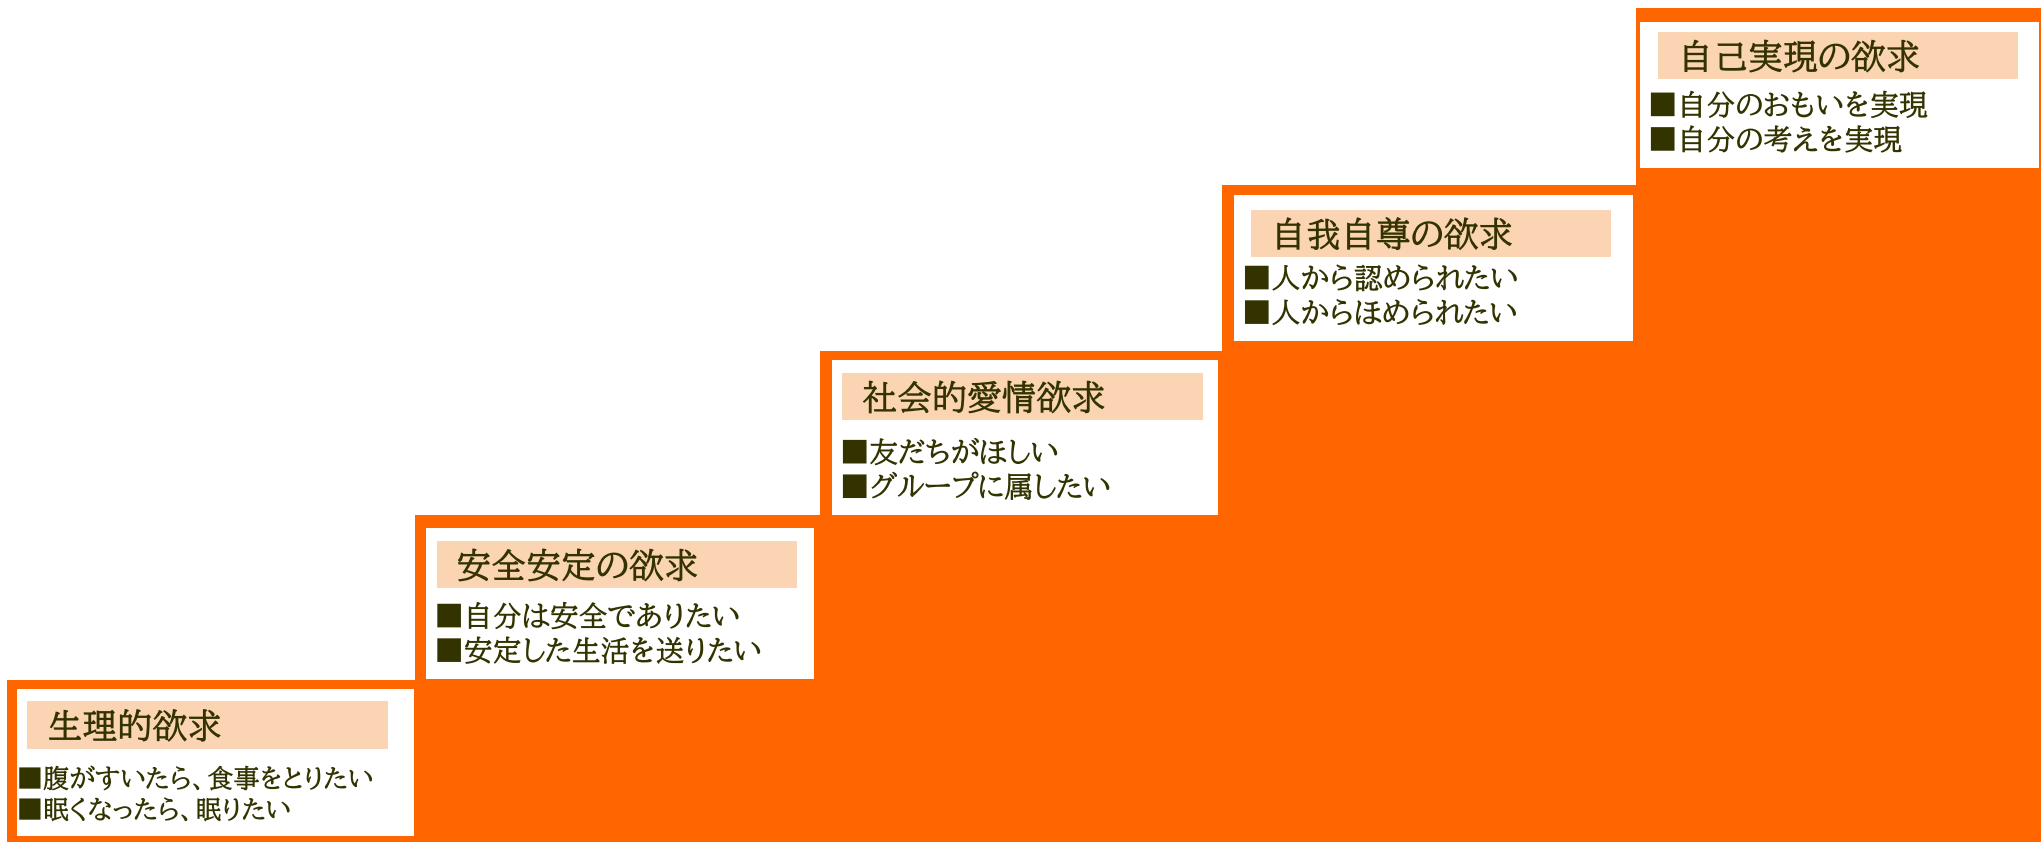 自己実現の欲求
■自分のおもいを実現
■自分の考えを実現
自我自尊の欲求
■人から認められたい
■人からほめられたい
社会的愛情欲求
■友だちがほしい
■グループに属したい
安全安定の欲求
■自分は安全でありたい
■安定した生活を送りたい
生理的欲求
■腹がすいたら、食事をとりたい
■眠くなったら、眠りたい